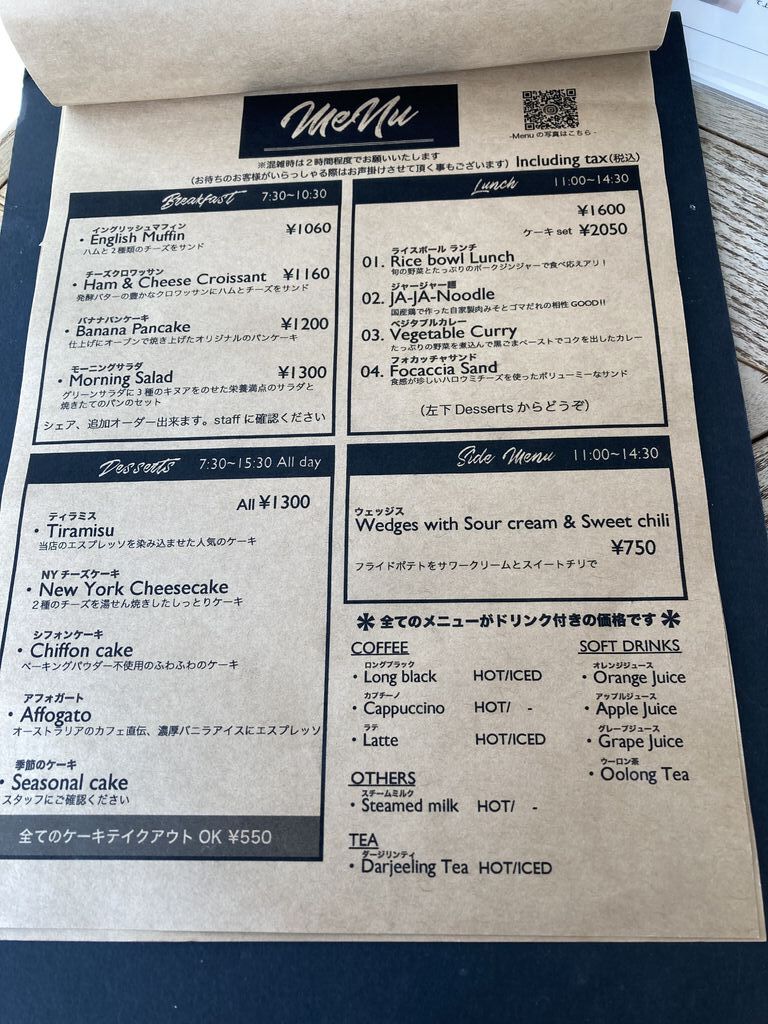 MeNu
-Menu の写真はこちら-
※混雑時は2時間程度でお願いいたします
(お待ちのお客様がいらっしゃる際はお声掛けさせて頂く事もございます) Including tax(税込)
Breakfast 7:30~10:30
イングリッシュマフィン
・English Muffin ¥1060
ハムと2種類のチーズをサンド
チーズクロワッサン
・Ham & Cheese Croissant ¥1160
発酵バターの豊かなクロワッサンにハムとチーズをサンド
バナナパンケーキ
・Banana Pancake ¥1200
仕上げにオーブンで焼き上げたオリジナルのパンケーキ
モーニングサラダ
・Morning Salad ¥1300
グリーンサラダに3種のキヌアをのせた栄養満点のサラダと
焼きたてのパンのセット
シェア、追加オーダー出来ます。staff に確認ください
Lunch 11:00~14:30
¥1600
ケーキ set ¥2050
ライスボール ランチ
01. Rice bowl Lunch
旬の野菜とたっぷりのポークジンジャーで食べ応えアリ!
ジャージャー麺
02. JA-JA-Noodle
国産鶏で作った自家製肉みそとゴマだれの相性GOOD!!
ベジタブルカレー
03. Vegetable Curry
たっぷりの野菜を煮込んで黒ごまペーストでコクを出したカレー
フォカッチャサンド
04. Focaccia Sand
食感が珍しいハロウミチーズを使ったボリューミーなサンド
(左下 Desserts からどうぞ)
Desserts 7:30~15:30 All day
All ¥1300
ティラミス
・Tiramisu
当店のエスプレッソを染み込ませた人気のケーキ
NY チーズケーキ
・New York Cheesecake
2種のチーズを湯せん焼きしたしっとりケーキ
シフォンケーキ
・Chiffon cake
ベーキングパウダー不使用のふわふわのケーキ
アフォガート
・Affogato
オーストラリアのカフェ直伝、濃厚バニラアイスにエスプレッソ
季節のケーキ
・Seasonal cake
スタッフにご確認ください
全てのケーキテイクアウト OK ¥550
Side Menu 11:00~14:30
ウェッジス
Wedges with Sour cream & Sweet chili
¥750
フライドポテトをサワークリームとスイートチリで
＊ 全てのメニューがドリンク付きの価格です ＊
COFFEE
ロングブラック
・Long black HOT/ICED
カプチーノ
・Cappuccino HOT/ -
ラテ
・Latte HOT/ICED
OTHERS
スチームミルク
・Steamed milk HOT/ -
TEA
ダージリンティ
・Darjeeling Tea HOT/ICED
SOFT DRINKS
オレンジジュース
・Orange Juice
アップルジュース
・Apple Juice
グレープジュース
・Grape Juice
ウーロン茶
・Oolong Tea